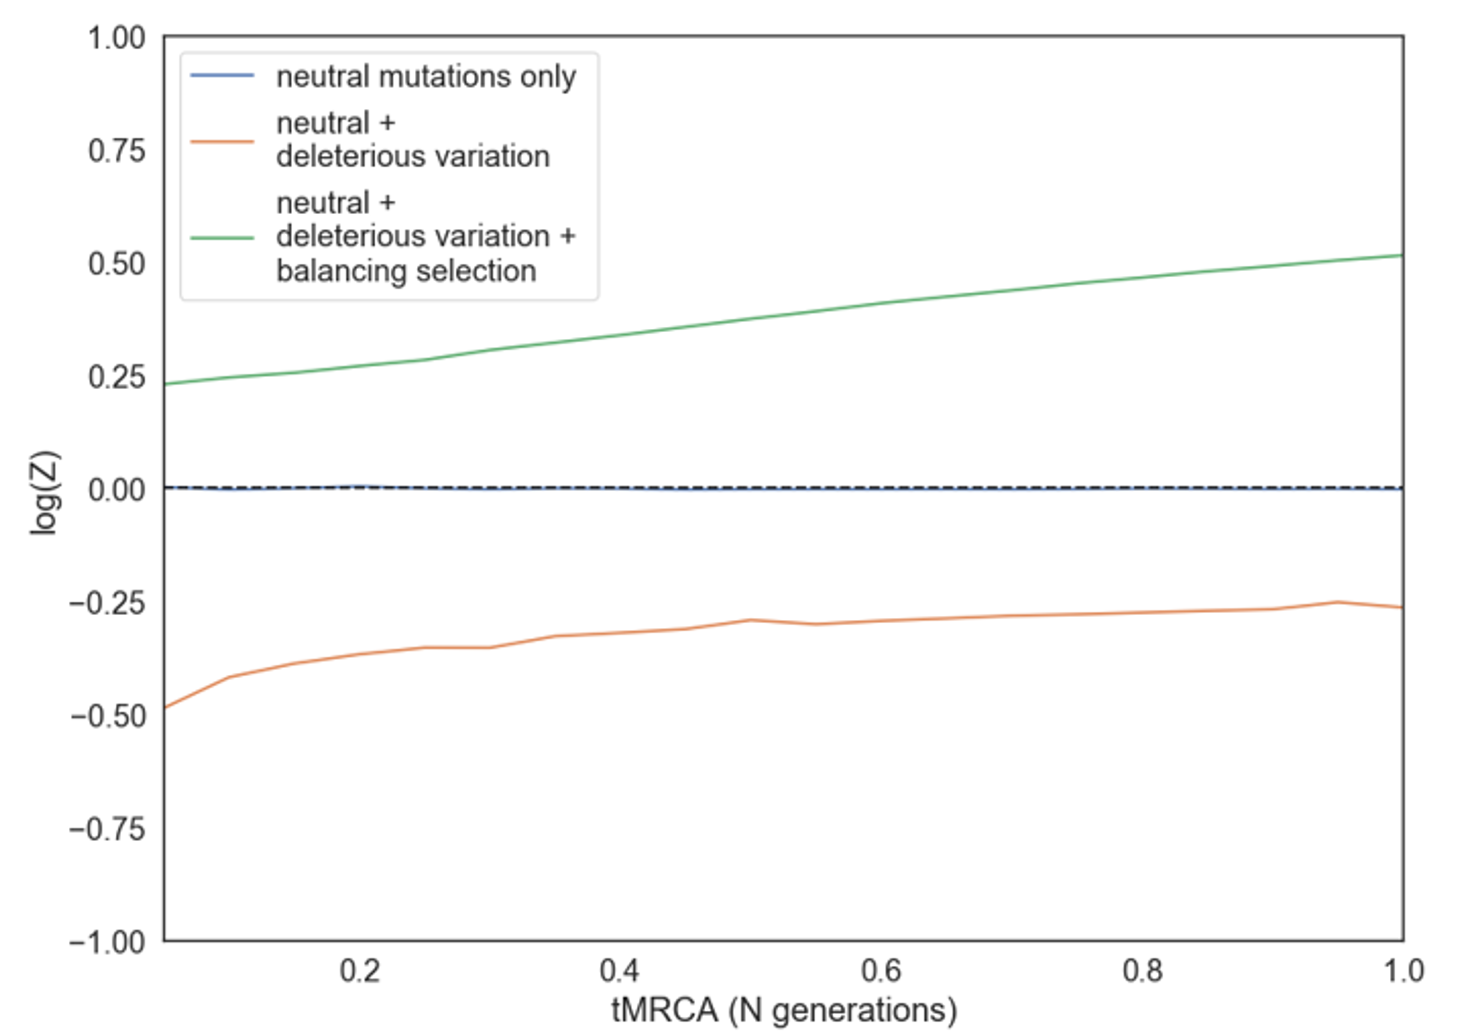 1.00
0.75
0.50
0.25
0.00
−0.25
−0.50
−0.75
−1.00
log(Z)
neutral mutations only
neutral +
deleterious variation
neutral +
deleterious variation +
balancing selection
0.2 0.4 0.6 0.8 1.0
tMRCA (N generations)